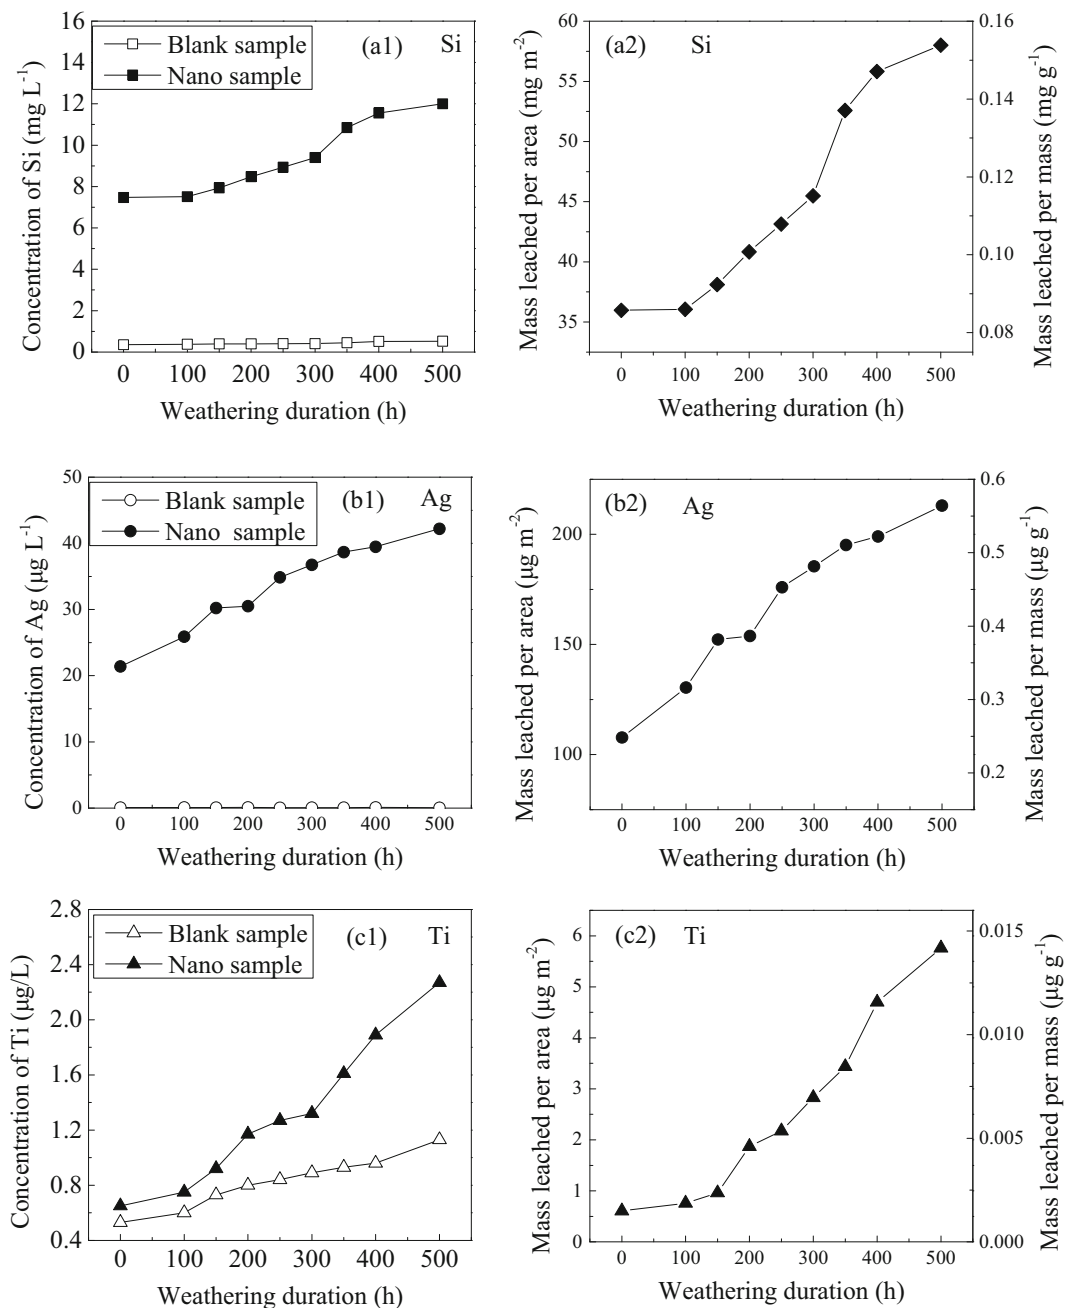 Blank sample
Nano sample
(a1)
Si
Concentration of Si (mg L⁻¹)
16
14
12
10
8
6
4
2
0
0 100 200 300 400 500
Weathering duration (h)
(a2)
Si
Mass leached per area (mg m⁻²)
60
55
50
45
40
35
0 100 200 300 400 500
Weathering duration (h)
0.16
0.14
0.12
0.10
0.08
Mass leached per mass (mg g⁻¹)
Blank sample
Nano sample
(b1)
Ag
Concentration of Ag (μg L⁻¹)
50
40
30
20
10
0
0 100 200 300 400 500
Weathering duration (h)
(b2)
Ag
Mass leached per area (μg m⁻²)
200
150
100
0 100 200 300 400 500
Weathering duration (h)
0.6
0.5
0.4
0.3
0.2
Mass leached per mass (μg g⁻¹)
Blank sample
Nano sample
(c1)
Ti
Concentration of Ti (μg/L)
2.8
2.4
2.0
1.6
1.2
0.8
0.4
0 100 200 300 400 500
Weathering duration (h)
(c2)
Ti
Mass leached per area (μg m⁻²)
6
5
4
3
2
1
0
0 100 200 300 400 500
Weathering duration (h)
0.015
0.010
0.005
0.000
Mass leached per mass (μg g⁻¹)